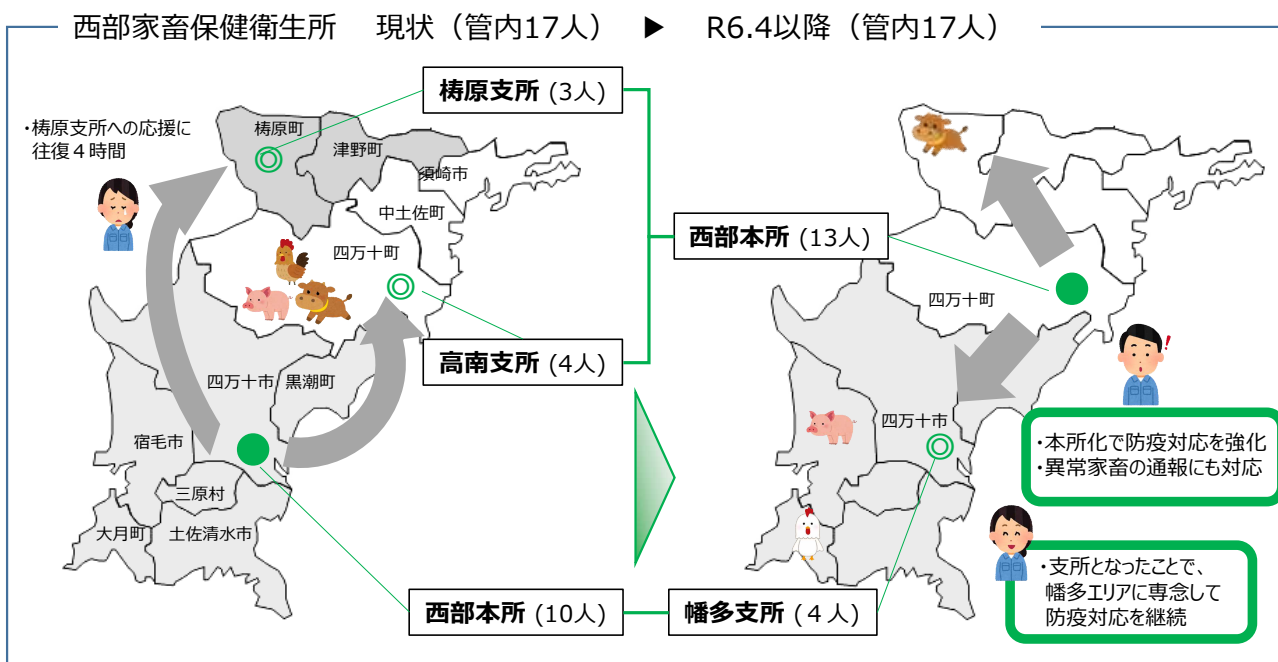 西部家畜保健衛生所 現状（管内17人） ▶ R6.4以降（管内17人）
梼原支所 (3人)
・梼原支所への応援に
往復４時間
梼原町
津野町
須崎市
中土佐町
四万十町
高南支所 (4人)
四万十市
黒潮町
宿毛市
三原村
大月町
土佐清水市
西部本所 (10人)
西部本所 (13人)
四万十町
四万十市
・本所化で防疫対応を強化
・異常家畜の通報にも対応
・支所となったことで、
幡多エリアに専念して
防疫対応を継続
幡多支所 (４人)